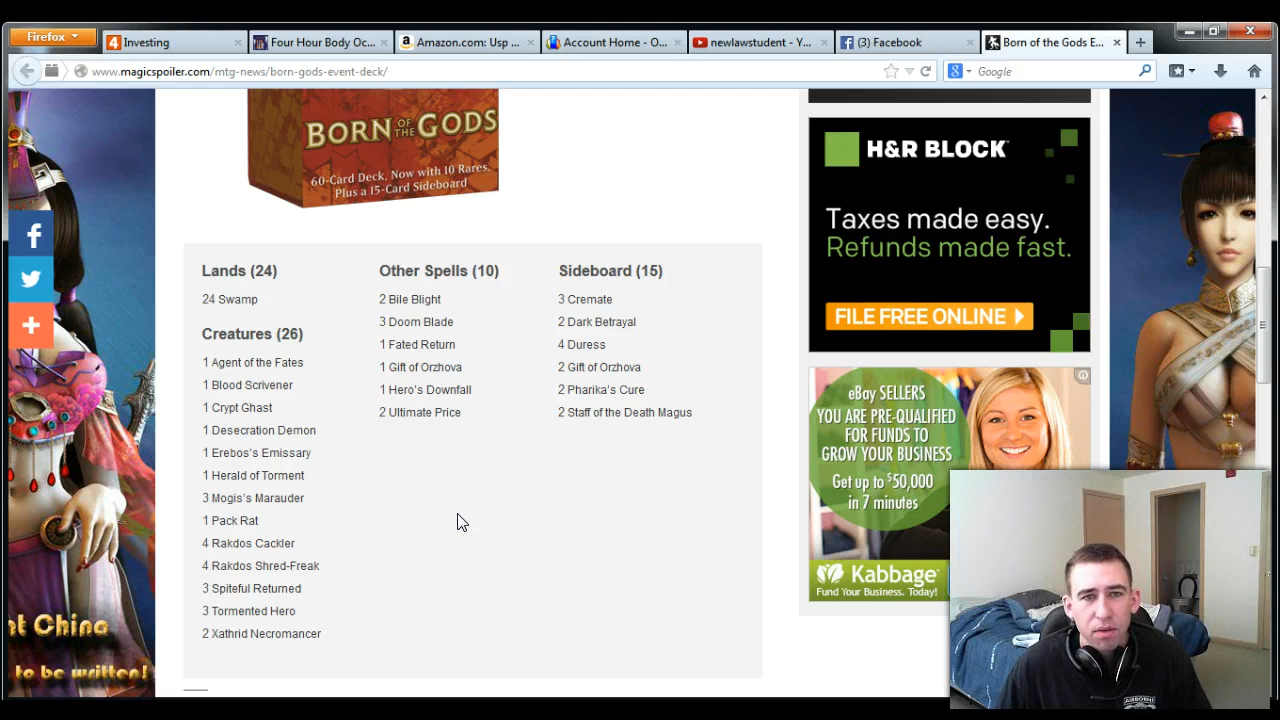 Firefox
Investing
Four Hour Body Oc...
Amazon.com: Usp ...
Account Home - O...
newlawstudent - Y...
(3) Facebook
Born of the Gods E...
www.magicspoiler.com/mtg-news/born-gods-event-deck/
Google
BORN OF THE GODS
60-Card Deck, Now with 10 Rares.
Plus a 15-Card Sideboard
Lands (24)
24 Swamp
Creatures (26)
1 Agent of the Fates
1 Blood Scrivener
1 Crypt Ghast
1 Desecration Demon
1 Erebos's Emissary
1 Herald of Torment
3 Mogis's Marauder
1 Pack Rat
4 Rakdos Cackler
4 Rakdos Shred-Freak
3 Spiteful Returned
3 Tormented Hero
2 Xathrid Necromancer
Other Spells (10)
2 Bile Blight
3 Doom Blade
1 Fated Return
1 Gift of Orzhova
1 Hero's Downfall
2 Ultimate Price
Sideboard (15)
3 Cremate
2 Dark Betrayal
4 Duress
2 Gift of Orzhova
2 Pharika's Cure
2 Staff of the Death Magus
H&R BLOCK
Taxes made easy.
Refunds made fast.
FILE FREE ONLINE
eBay SELLERS
YOU ARE PRE-QUALIFIED
FOR FUNDS TO
GROW YOUR BUSINESS
Get up to $50,000
in 7 minutes
Kabbage
Fund Your Business. Today!
nt China
to be written!
AIRBORNE